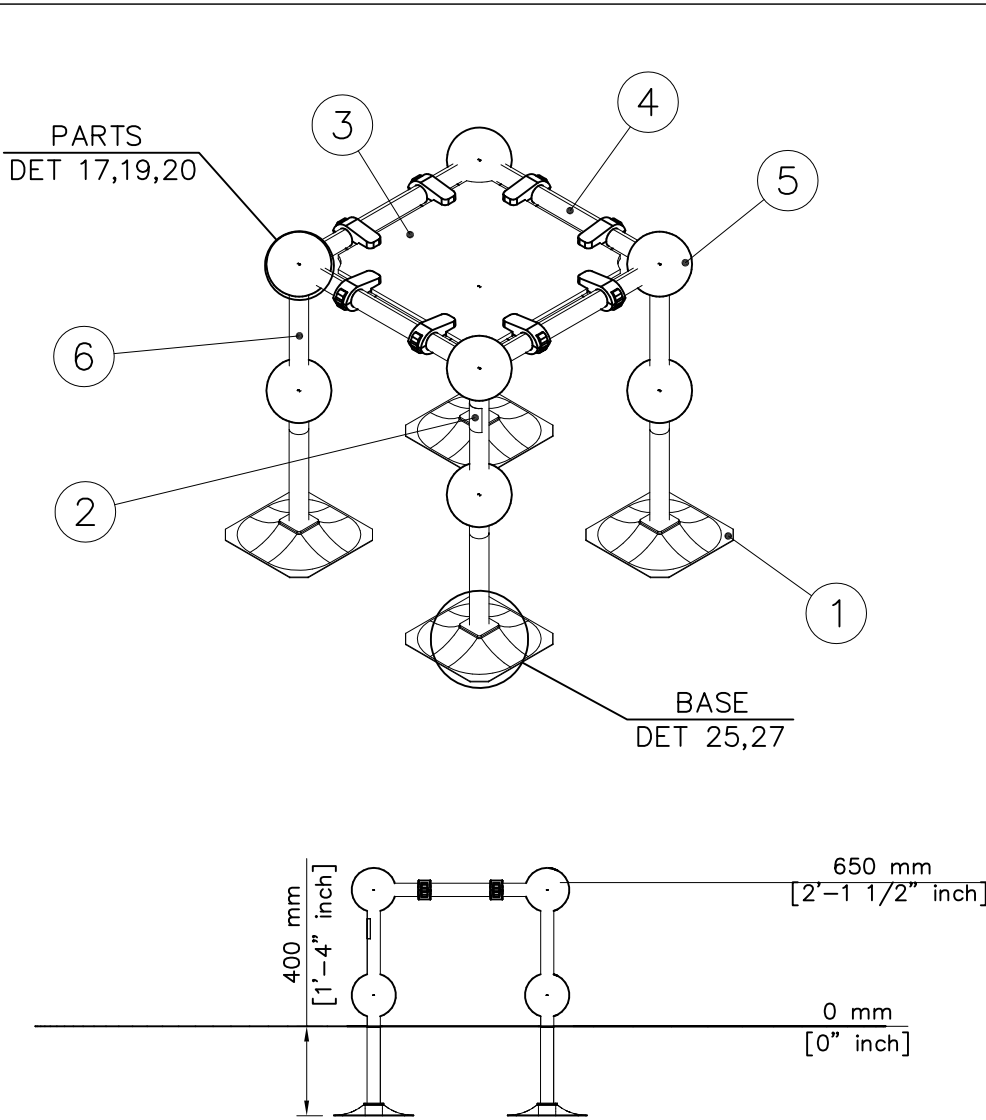 PARTS
DET 17,19,20
3
4
5
6
2
1
BASE
DET 25,27
400 mm
[1'-4" inch]
650 mm
[2'-1 1/2" inch]
0 mm
[0" inch]